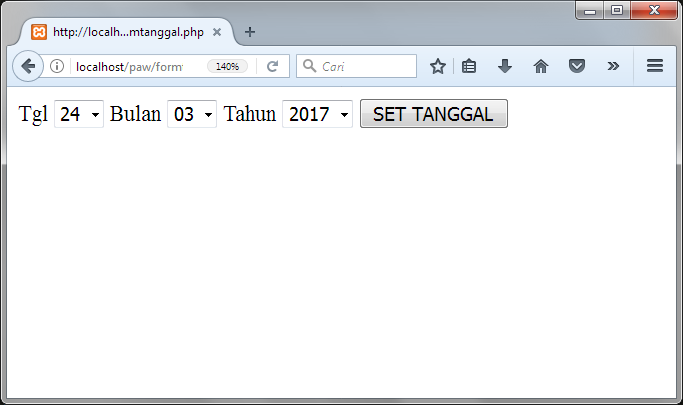 http://localh...mtanggal.php
localhost/paw/form
140%
Cari
Tgl 24 Bulan 03 Tahun 2017 SET TANGGAL